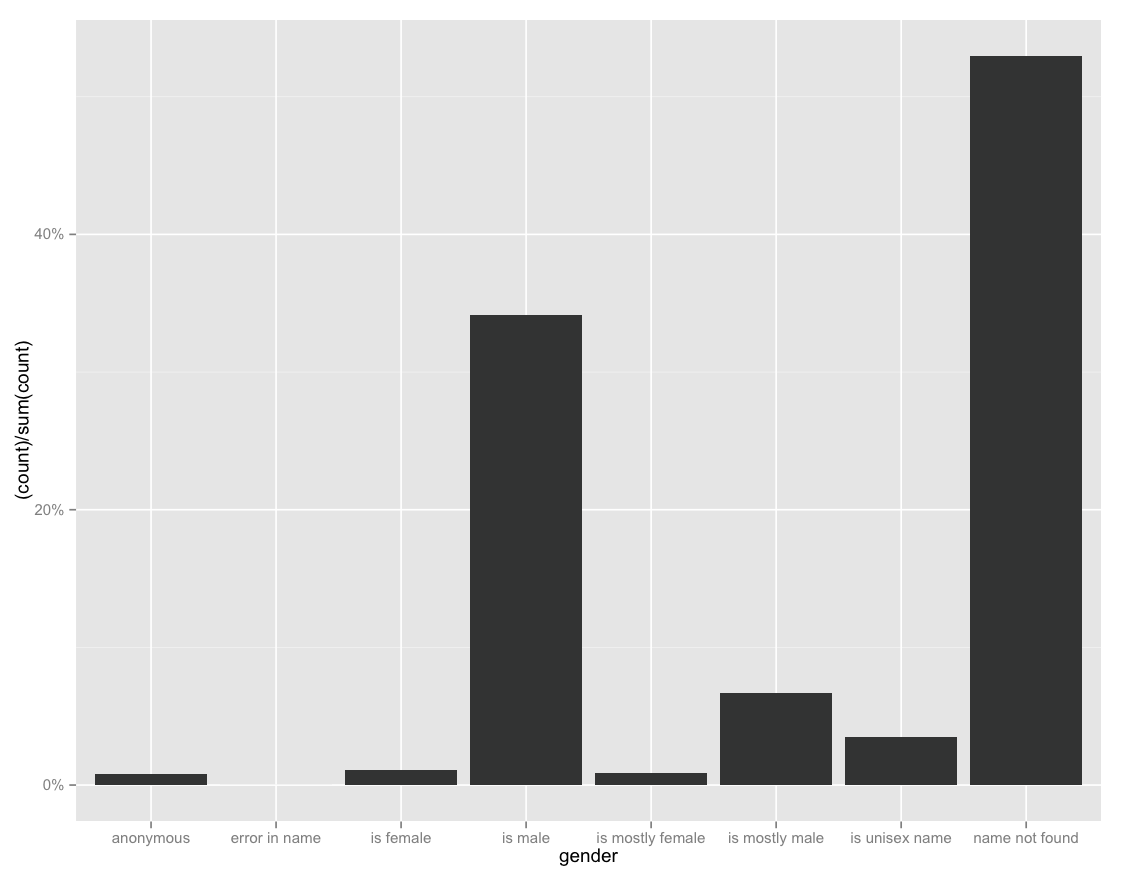 (count)/sum(count)
40%
20%
0%
anonymous error in name is female is male is mostly female is mostly male is unisex name name not found
gender